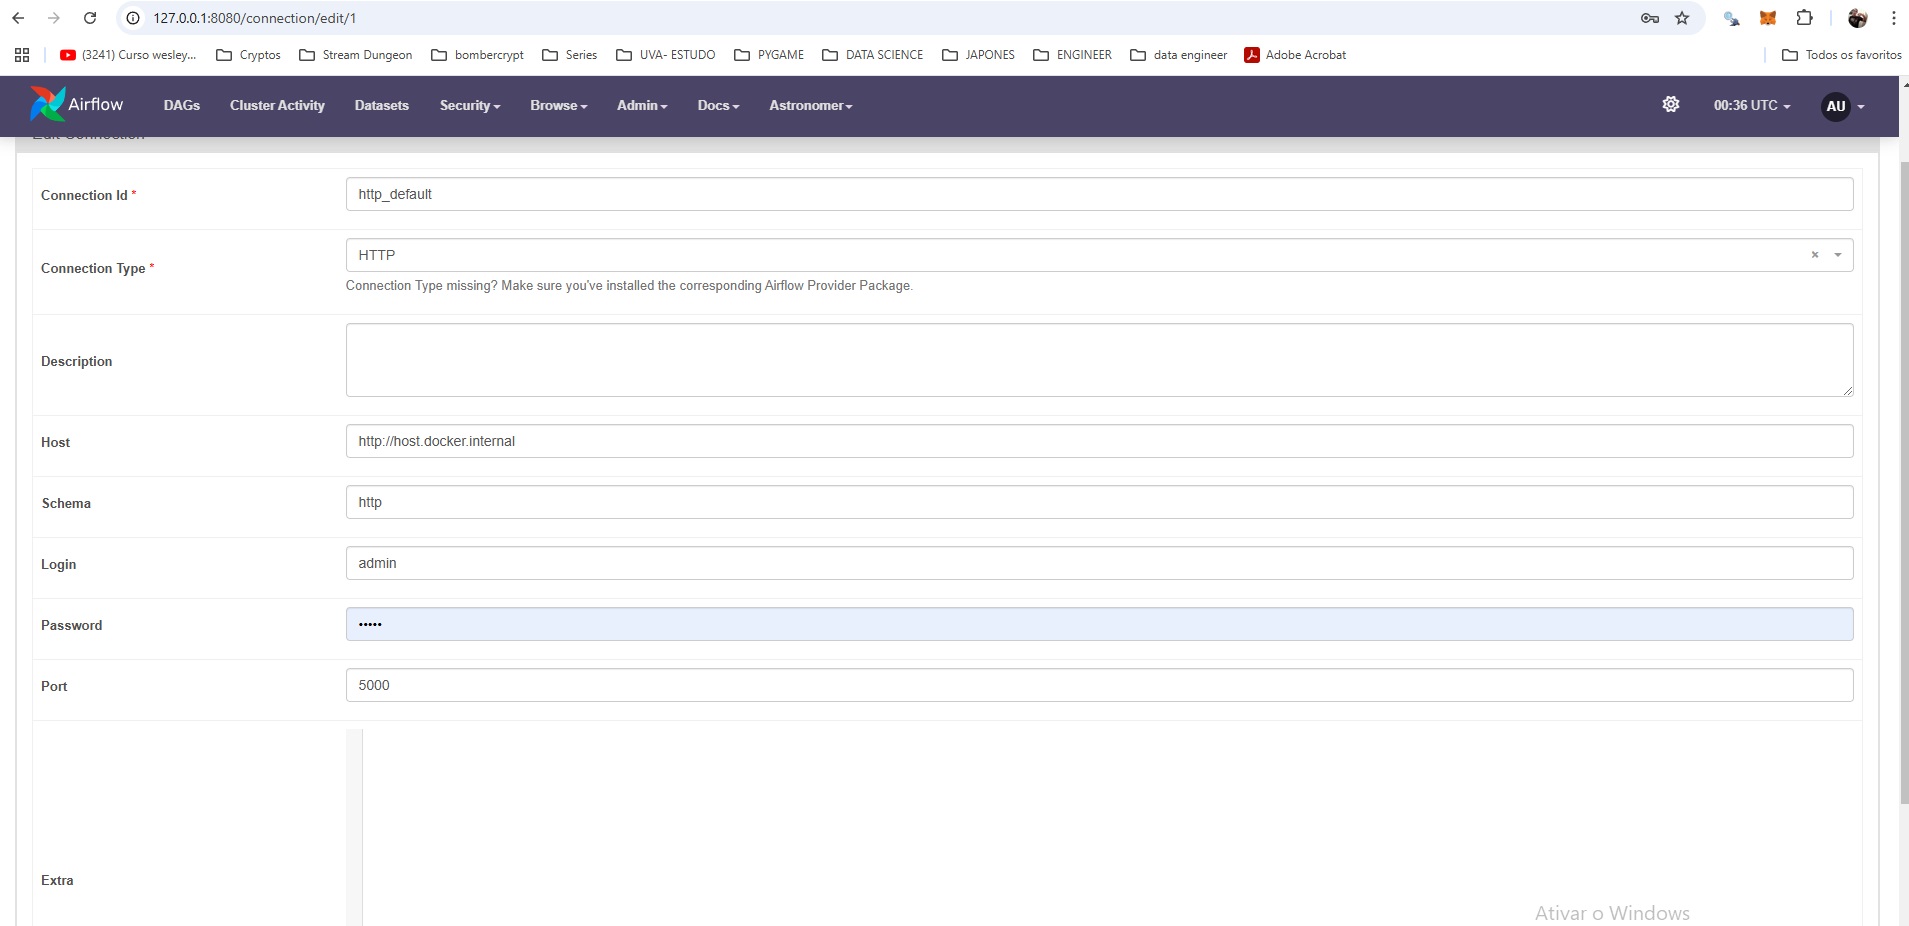 127.0.0.1:8080/connection/edit/1
(3241) Curso wesley... Cryptos Stream Dungeon bombercrypt Series UVA- ESTUDO PYGAME DATA SCIENCE JAPONES ENGINEER data engineer Adobe Acrobat Todos os favoritos
Airflow DAGs Cluster Activity Datasets Security Browse Admin Docs Astronomer 00:36 UTC AU
Edit Connection
Connection Id * http_default
Connection Type * HTTP
Connection Type missing? Make sure you've installed the corresponding Airflow Provider Package.
Description
Host http://host.docker.internal
Schema http
Login admin
Password •••••
Port 5000
Extra
Ativar o Windows